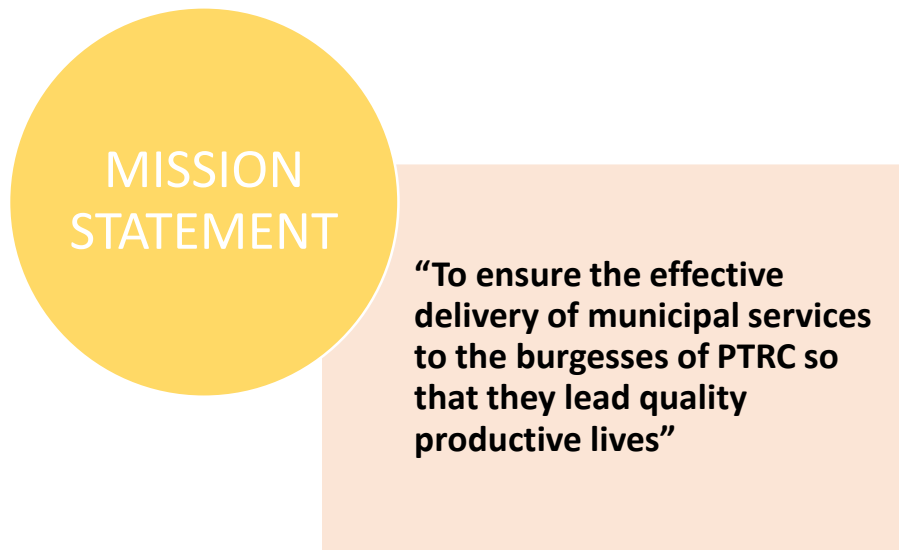 MISSION
STATEMENT
“To ensure the effective
delivery of municipal services
to the burgesses of PTRC so
that they lead quality
productive lives”